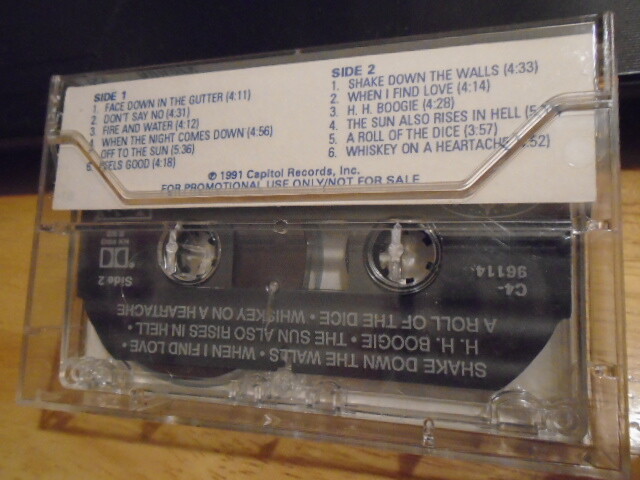 SIDE 1
1. FACE DOWN IN THE GUTTER (4:11)
2. DON'T SAY NO (4:31)
3. FIRE AND WATER (4:12)
4. WHEN THE NIGHT COMES DOWN (4:56)
OFF TO THE SUN (5:36)
6. FEELS GOOD (4:18)
SIDE 2
1. SHAKE DOWN THE WALLS (4:33)
2. WHEN I FIND LOVE (4:14)
3. H. H. BOOGIE (4:28)
4. THE SUN ALSO RISES IN HELL
5. A ROLL OF THE DICE (3:57)
6. WHISKEY ON A HEARTACHE
℗ 1991 Capitol Records, Inc.
FOR PROMOTIONAL USE ONLY/NOT FOR SALE
SHAKE DOWN THE WALLS • WHEN I FIND LOVE •
H. H. BOOGIE • THE SUN ALSO RISES IN HELL •
A ROLL OF THE DICE • WHISKEY ON A HEARTACHE
C4-
96114
Side 2